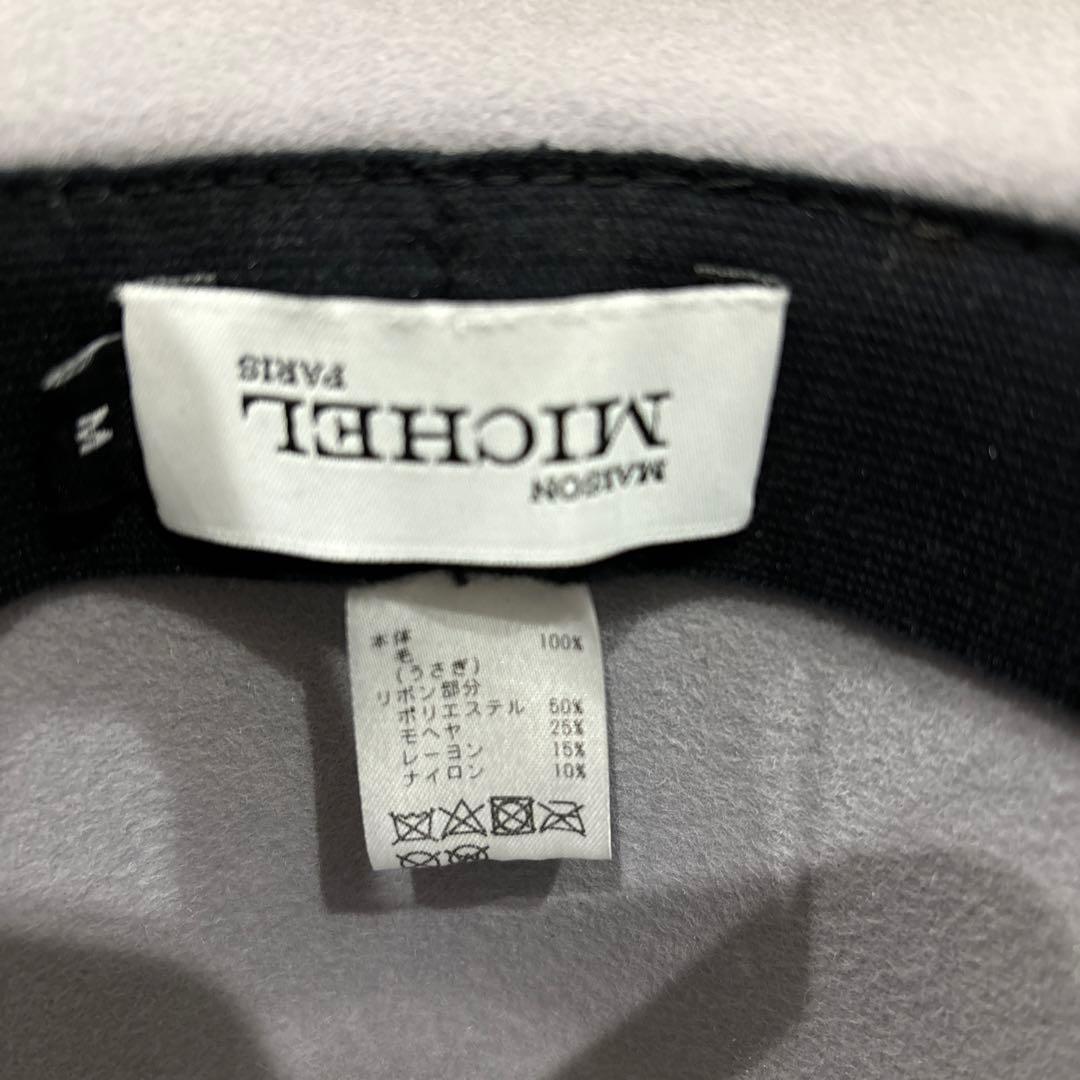 MAISON
MICHEL
PARIS
M
本体
毛 100%
(うさぎ)
リボン部分
ポリエステル 50%
モヘヤ 25%
レーヨン 15%
ナイロン 10%